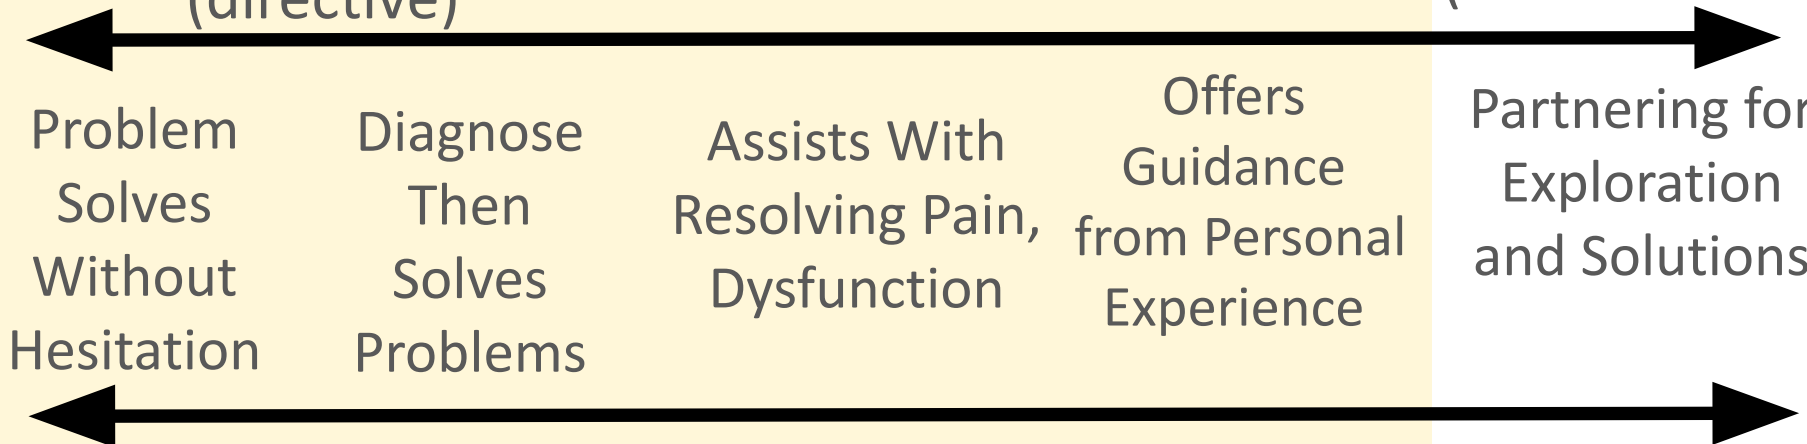 (directive)
(
Problem
Solves
Without
Hesitation
Diagnose
Then
Solves
Problems
Assists With
Resolving Pain,
Dysfunction
Offers
Guidance
from Personal
Experience
Partnering for
Exploration
and Solutions